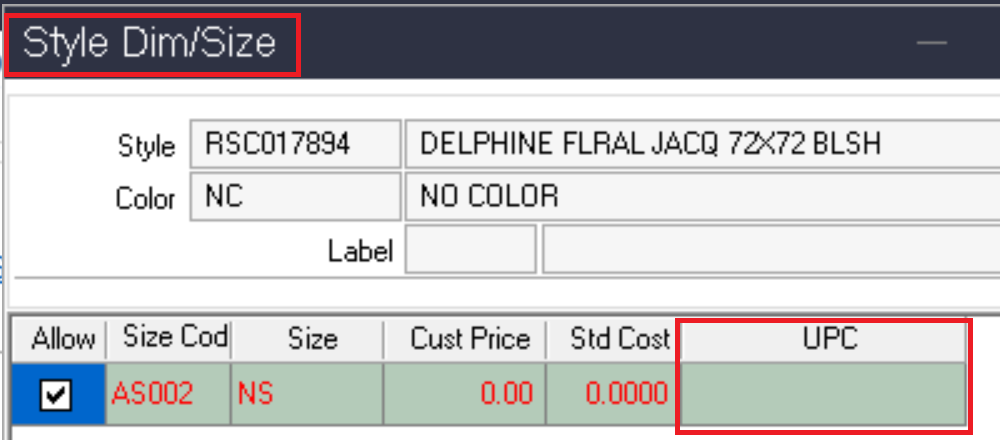 Style Dim/Size
Style RSC017894 DELPHINE FLRAL JACQ 72X72 BLSH
Color NC NO COLOR
Label
Allow Size Cod Size Cust Price Std Cost UPC
AS002 NS 0.00 0.0000